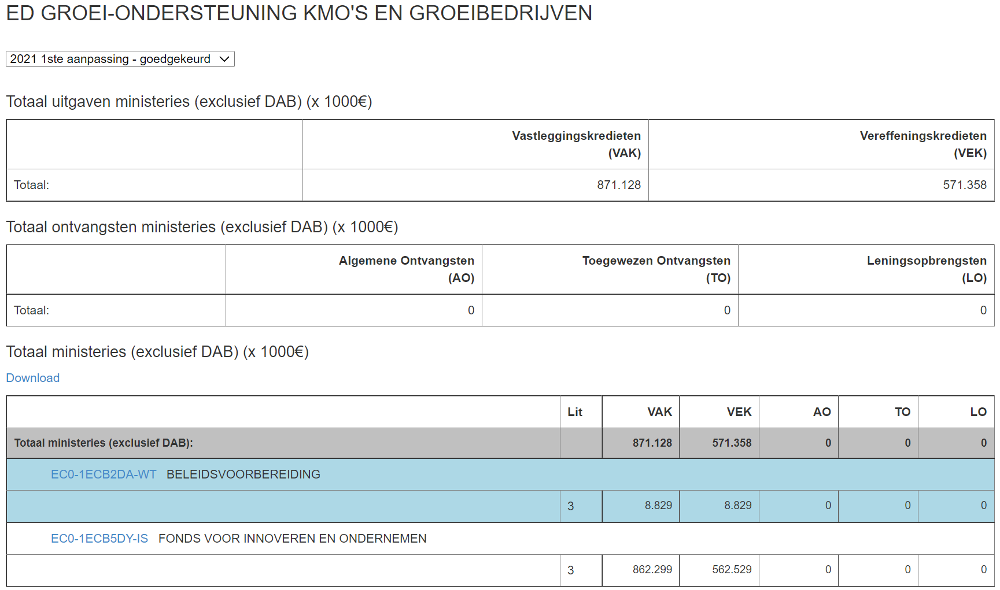 ED GROEI-ONDERSTEUNING KMO'S EN GROEIBEDRIJVEN
2021 1ste aanpassing - goedgekeurd
Totaal uitgaven ministeries (exclusief DAB) (x 1000€)
Vastleggingskredieten (VAK) Vereffeningskredieten (VEK)
Totaal: 871.128 571.358
Totaal ontvangsten ministeries (exclusief DAB) (x 1000€)
Algemene Ontvangsten (AO) Toegewezen Ontvangsten (TO) Leningsopbrengsten (LO)
Totaal: 0 0 0
Totaal ministeries (exclusief DAB) (x 1000€)
Download
Lit VAK VEK AO TO LO
Totaal ministeries (exclusief DAB): 871.128 571.358 0 0 0
EC0-1ECB2DA-WT BELEIDSVOORBEREIDING
3 8.829 8.829 0 0 0
EC0-1ECB5DY-IS FONDS VOOR INNOVEREN EN ONDERNEMEN
3 862.299 562.529 0 0 0